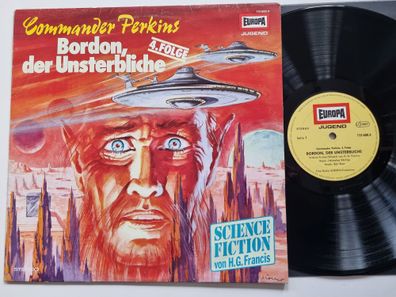 Commander Perkins
EUROPA
JUGEND
Bordon,
4. FOLGE
der Unsterbliche
SCIENCE
FICTION
von H.G. Francis
STEREO
EUROPA
JUGEND
STEREO
Commander Perkins, 4. Folge
BORDON, DER UNSTERBLICHE